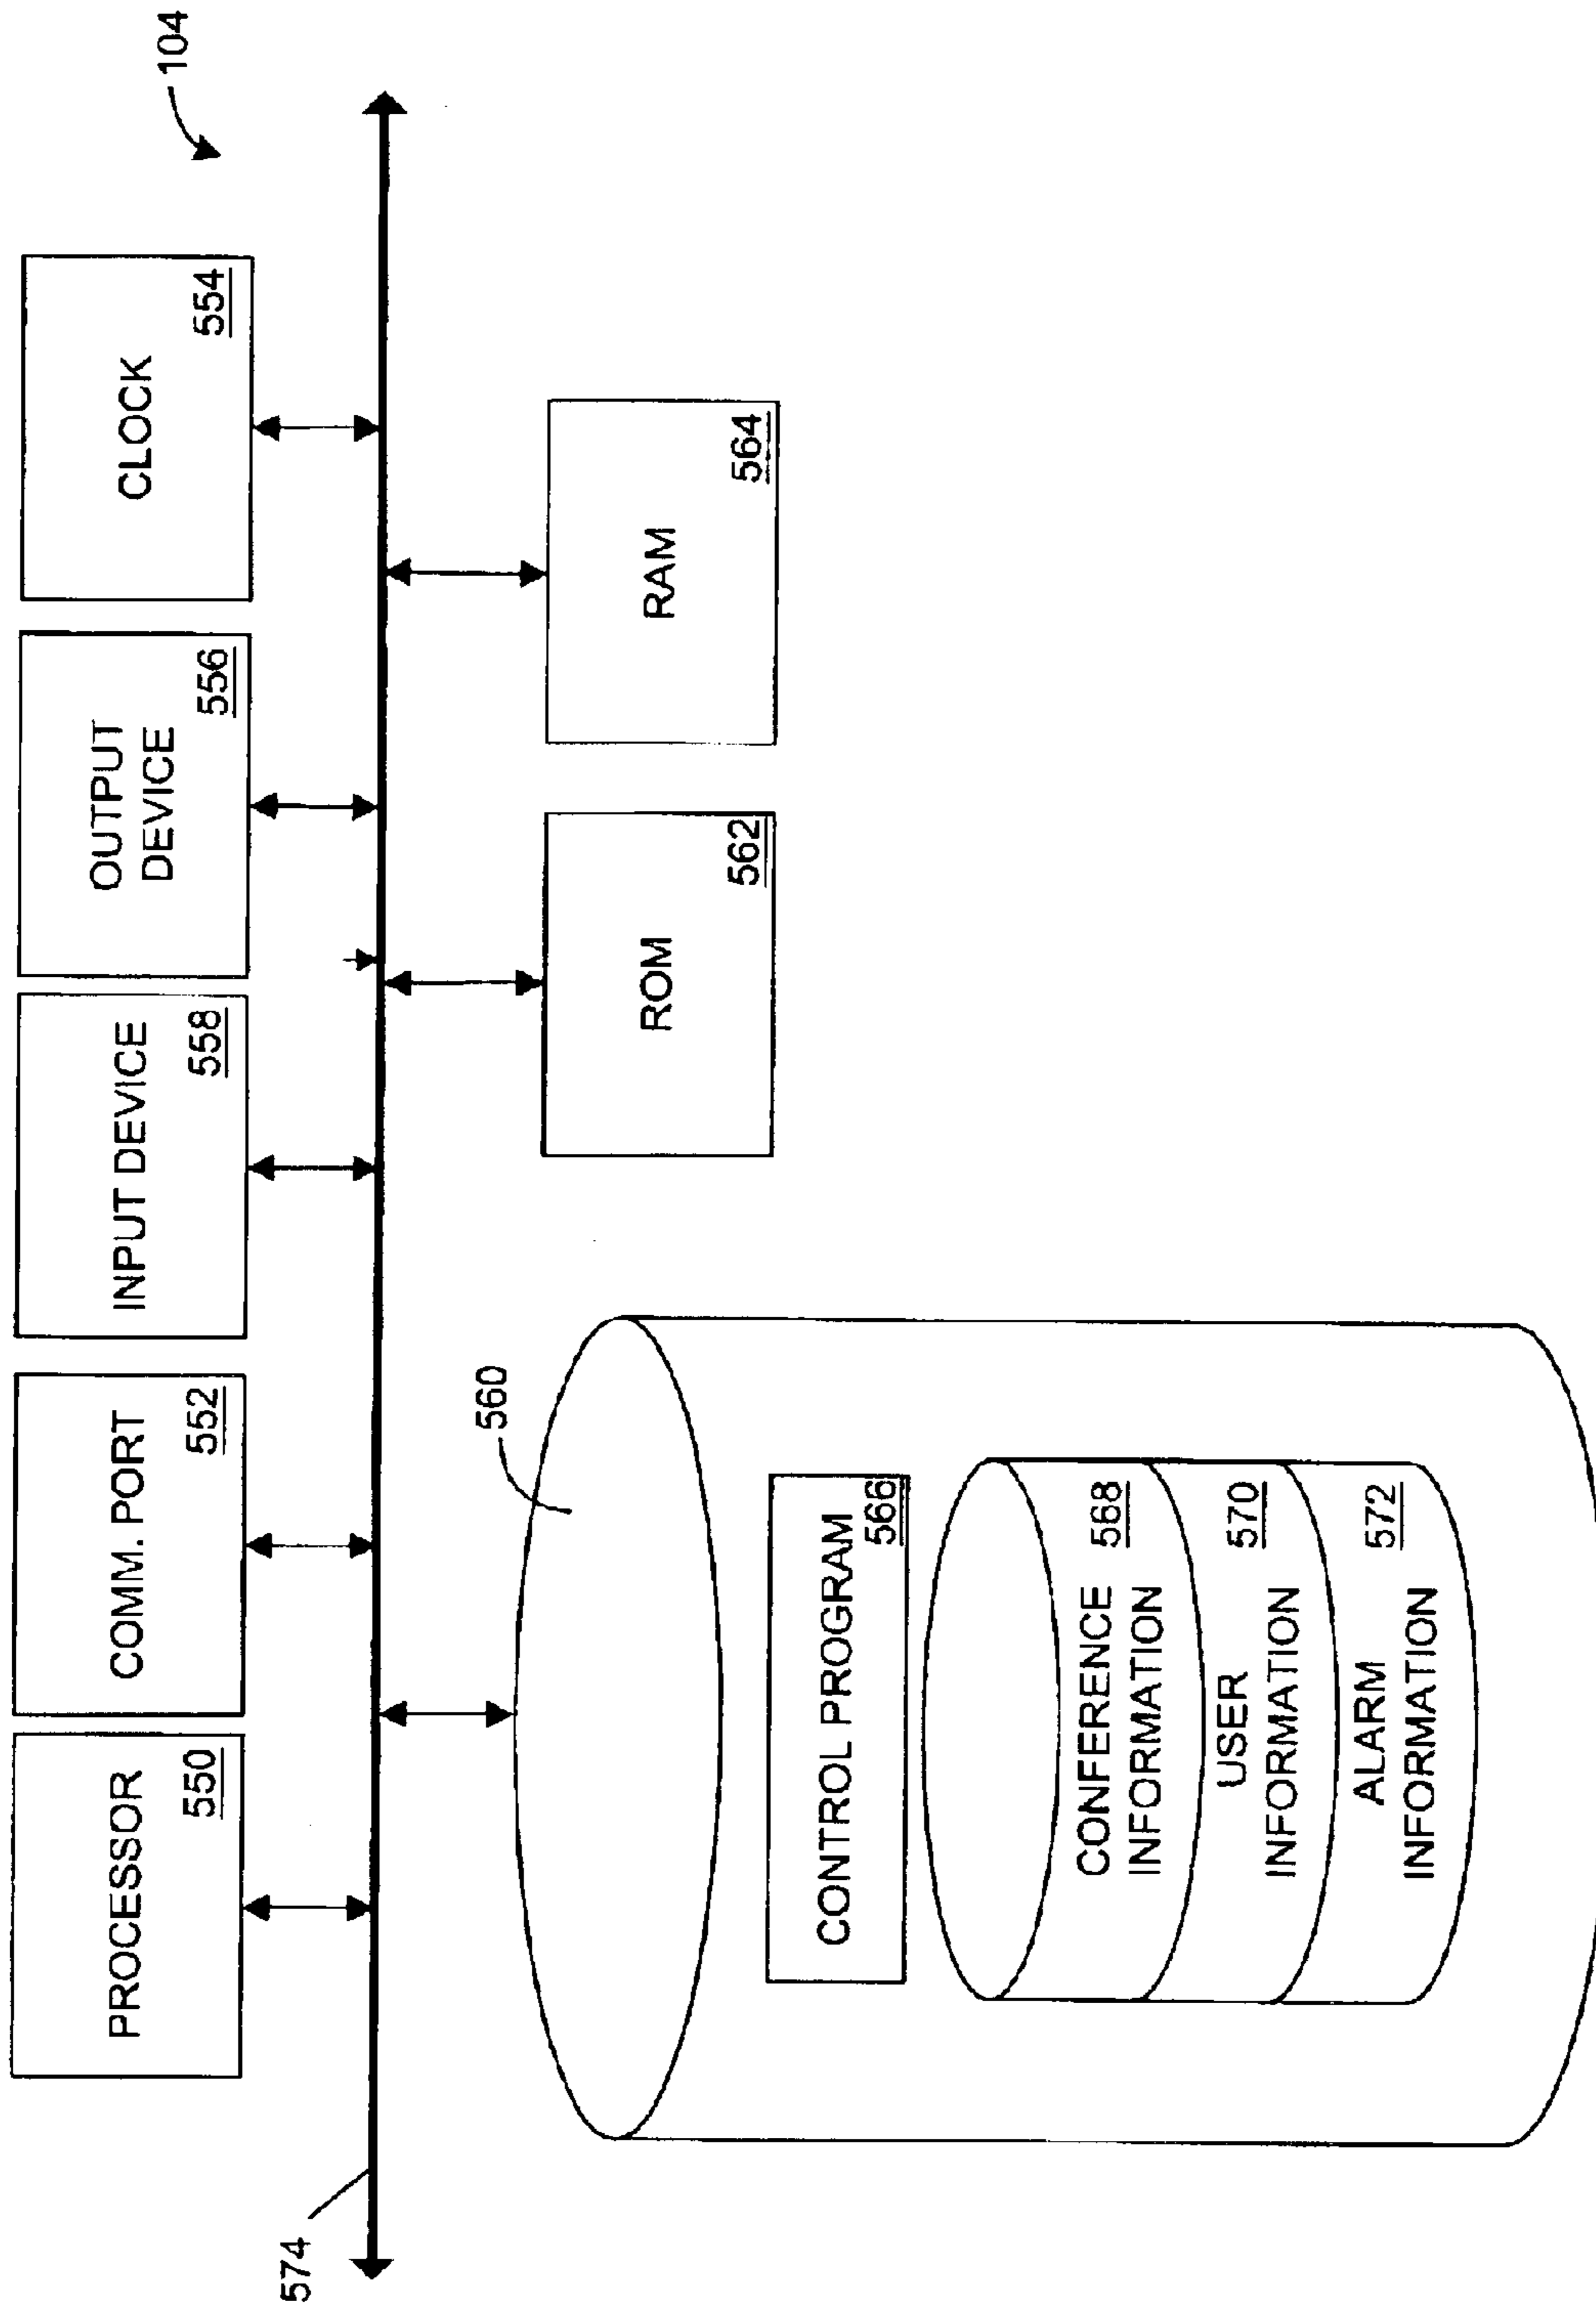 104
PROCESSOR
550
COMM. PORT
552
INPUT DEVICE
558
OUTPUT
DEVICE
556
CLOCK
554
574
560
ROM
562
RAM
564
CONTROL PROGRAM
566
CONFERENCE
INFORMATION
568
USER
INFORMATION
570
ALARM
INFORMATION
572